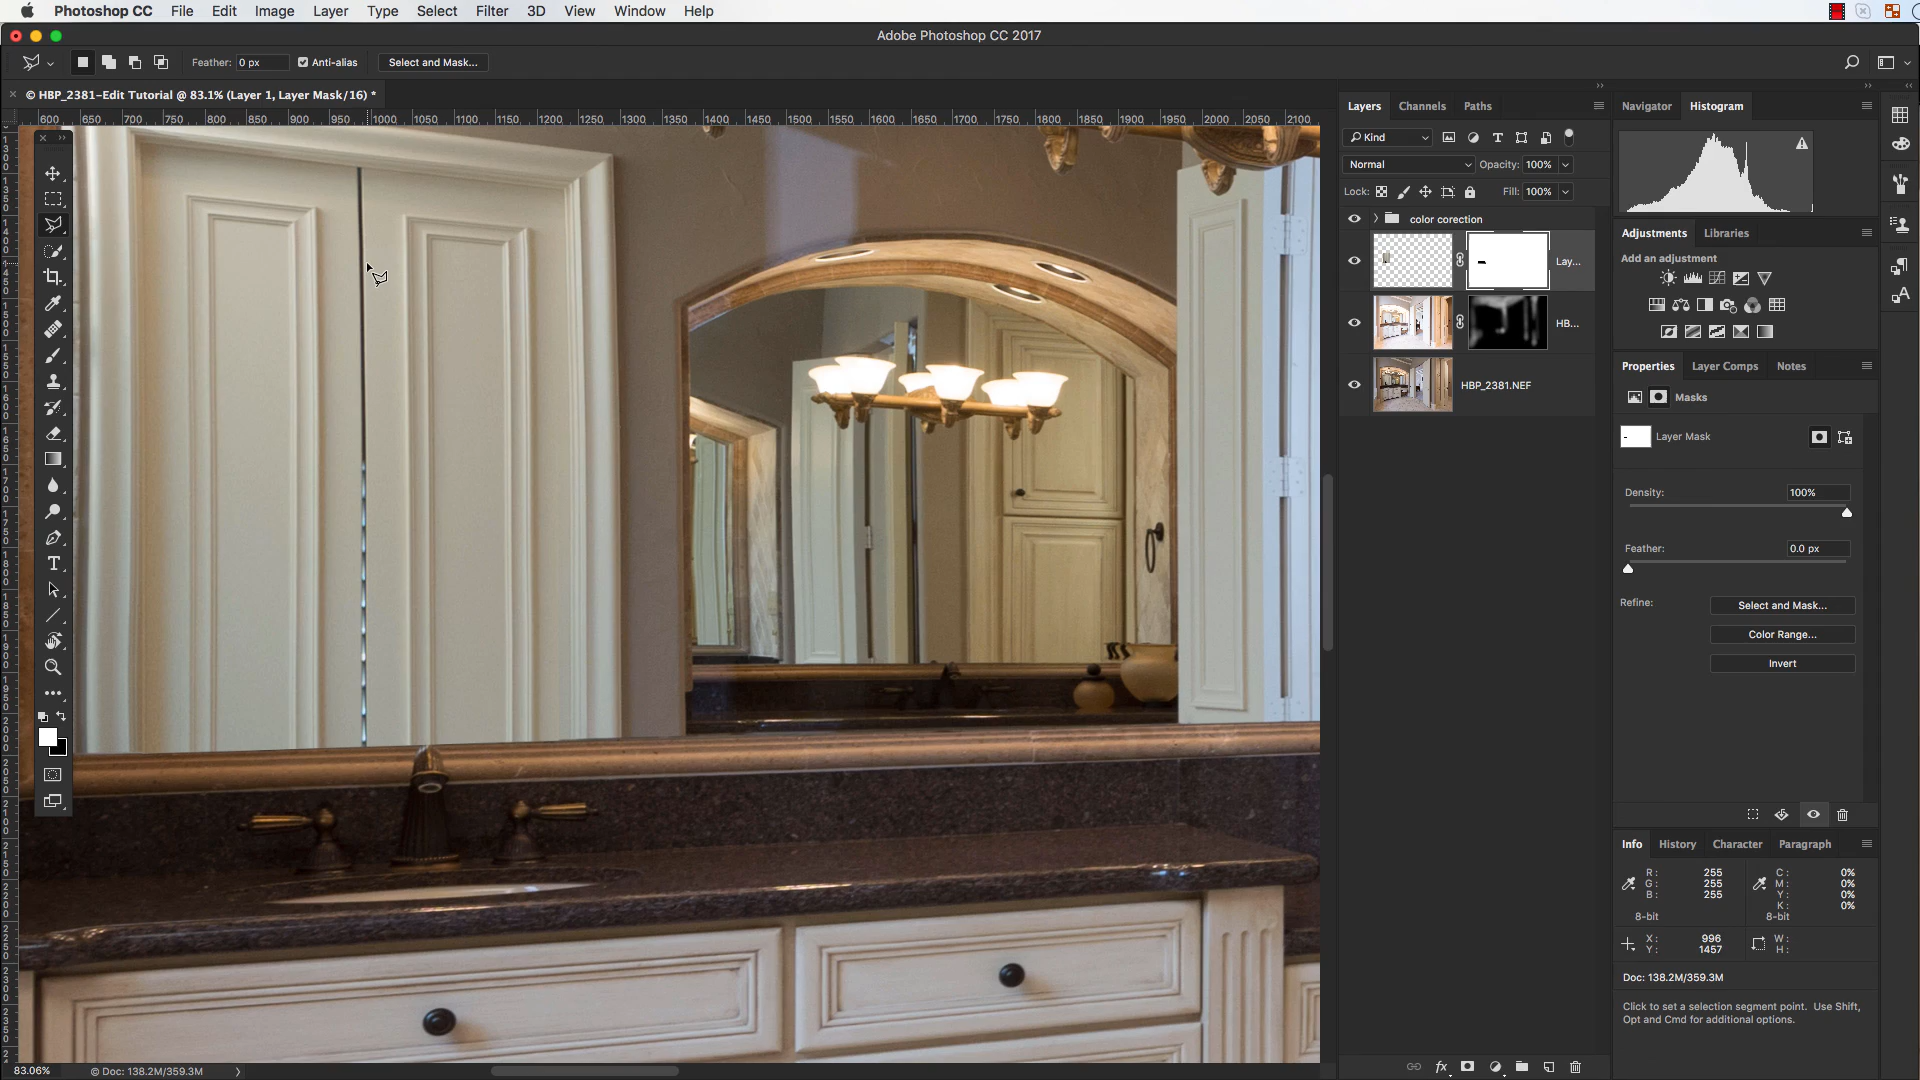 Photoshop CC File Edit Image Layer Type Select Filter 3D View Window Help
Adobe Photoshop CC 2017
Feather: 0 px Anti-alias Select and Mask...
© HBP_2381-Edit Tutorial @ 83.1% (Layer 1, Layer Mask/16) *
600 650 700 750 800 850 900 950 1000 1050 1100 1150 1200 1250 1300 1350 1400 1450 1500 1550 1600 1650 1700 1750 1800 1850 1900 1950 2000 2050 2100
Layers Channels Paths
Kind
Normal Opacity: 100%
Lock: Fill: 100%
color corection
Lay...
HB...
HBP_2381.NEF
Navigator Histogram
Adjustments Libraries
Add an adjustment
Properties Layer Comps Notes
Masks
Layer Mask
Density: 100%
Feather: 0.0 px
Refine: Select and Mask...
Color Range...
Invert
Info History Character Paragraph
R: 255 C: 0%
G: 255 M: 0%
B: 255 Y: 0%
K: 0%
8-bit 8-bit
X: 996 W:
Y: 1457 H:
Doc: 138.2M/359.3M
Click to set a selection segment point. Use Shift,
Opt and Cmd for additional options.
83.06% © Doc: 138.2M/359.3M